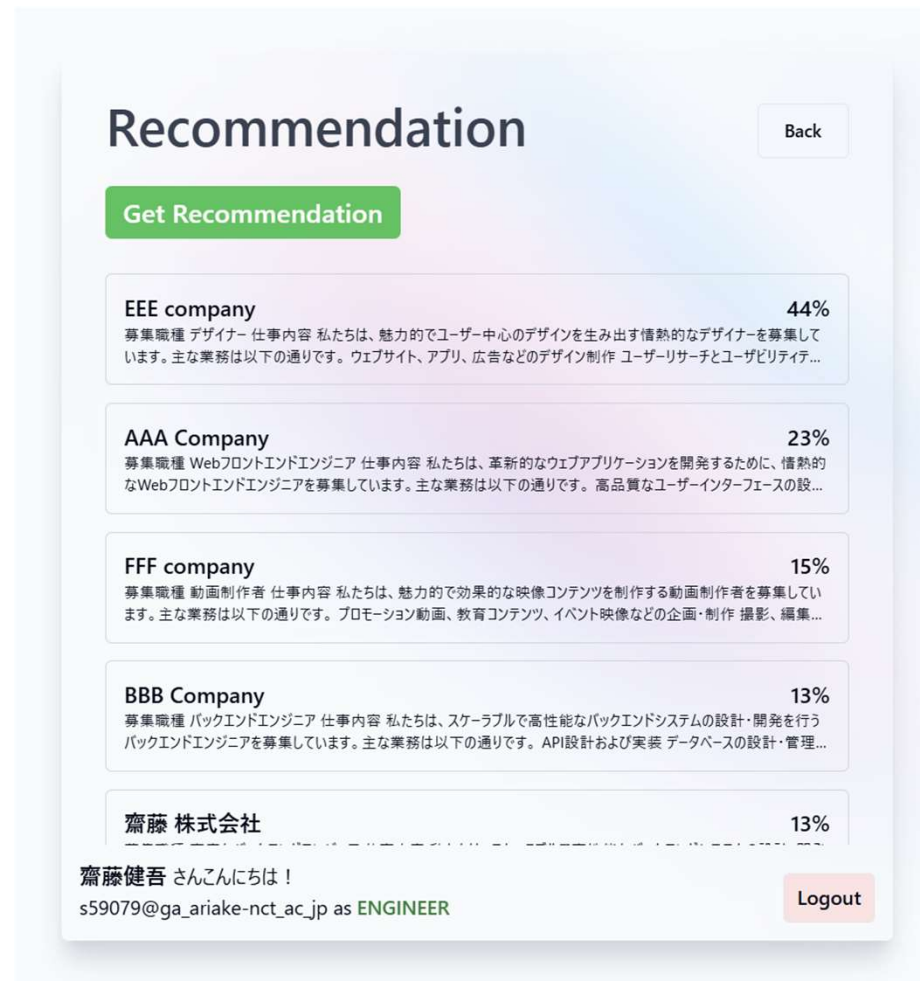 Recommendation
Back
Get Recommendation
EEE company
44%
募集職種 デザイナー 仕事内容 私たちは、魅力的でユーザー中心のデザインを生み出す情熱的なデザイナーを募集して
います。主な業務は以下の通りです。 ウェブサイト、アプリ、広告などのデザイン制作 ユーザーリサーチとユーザビリティテ...
AAA Company
23%
募集職種 Webフロントエンドエンジニア 仕事内容 私たちは、革新的なウェブアプリケーションを開発するために、情熱的
なWebフロントエンドエンジニアを募集しています。主な業務は以下の通りです。 高品質なユーザーインターフェースの設...
FFF company
15%
募集職種 動画制作者 仕事内容 私たちは、魅力的で効果的な映像コンテンツを制作する動画制作者を募集してい
ます。主な業務は以下の通りです。 プロモーション動画、教育コンテンツ、イベント映像などの企画・制作 撮影、編集...
BBB Company
13%
募集職種 バックエンドエンジニア 仕事内容 私たちは、スケーラブルで高性能なバックエンドシステムの設計・開発を行う
バックエンドエンジニアを募集しています。主な業務は以下の通りです。 API設計および実装 データベースの設計・管理...
齋藤 株式会社
13%
齋藤健吾 さんこんにちは！
s59079@ga_ariake-nct_ac_jp as ENGINEER
Logout